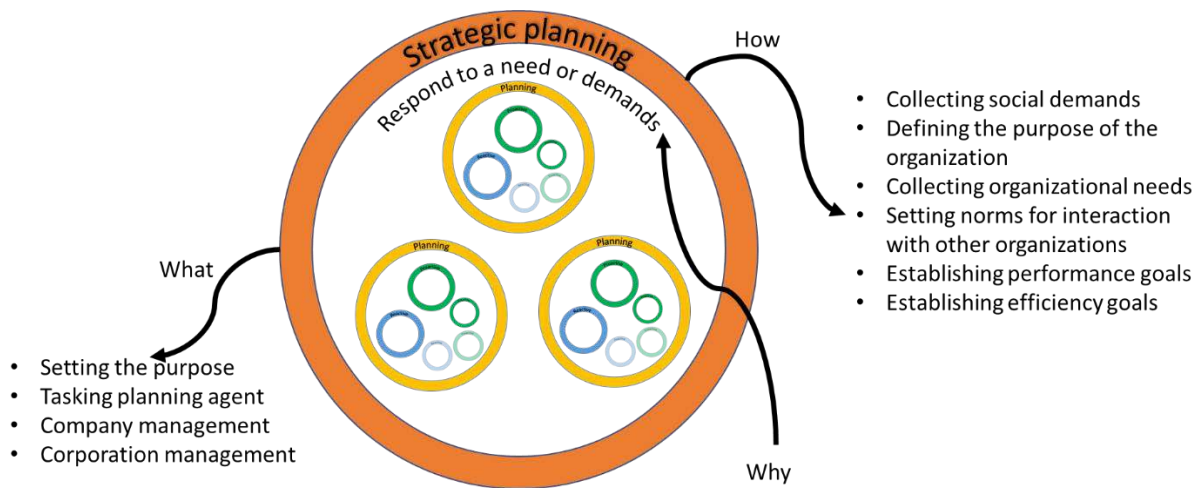 Strategic planning
Respond to a need or demands
Planning
Planning
Planning
How
• Collecting social demands
• Defining the purpose of the
organization
• Collecting organizational needs
• Setting norms for interaction
with other organizations
• Establishing performance goals
• Establishing efficiency goals
What
• Setting the purpose
• Tasking planning agent
• Company management
• Corporation management
Why